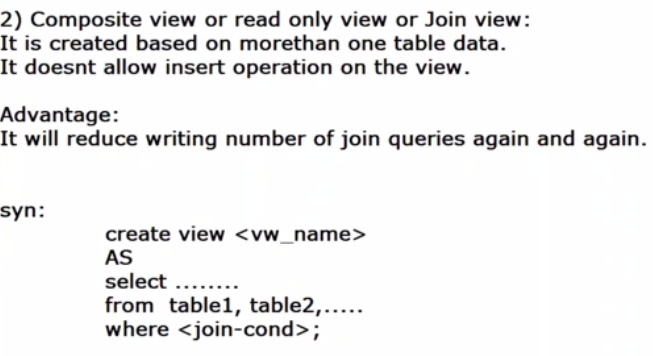 2) Composite view or read only view or Join view:
It is created based on morethan one table data.
It doesnt allow insert operation on the view.
Advantage:
It will reduce writing number of join queries again and again.
syn:
create view <vw_name>
AS
select ........
from  table1, table2,.....
where <join-cond>;